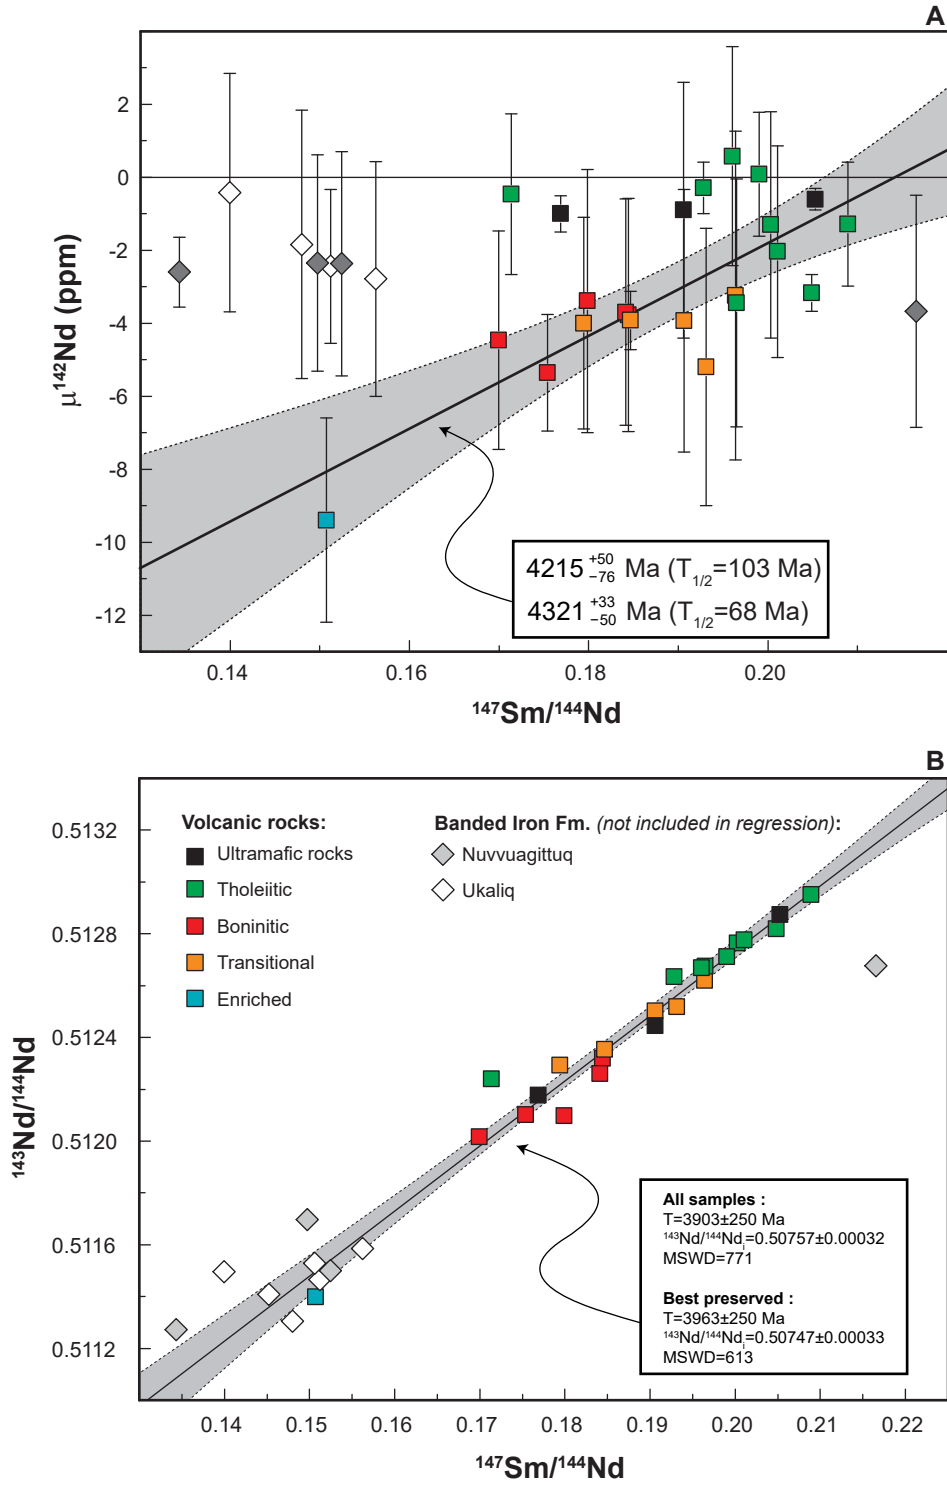 A
2
0
-2
-4
-6
-8
-10
-12
μ¹⁴²Nd (ppm)
4215 +50 −76 Ma (T1/2=103 Ma)
4321 +33 −50 Ma (T1/2=68 Ma)
0.14 0.16 0.18 0.20
¹⁴⁷Sm/¹⁴⁴Nd
B
0.5132
0.5128
0.5124
0.5120
0.5116
0.5112
¹⁴³Nd/¹⁴⁴Nd
Volcanic rocks:
Ultramafic rocks
Tholeiitic
Boninitic
Transitional
Enriched
Banded Iron Fm. (not included in regression):
Nuvvuagittuq
Ukaliq
All samples :
T=3903±250 Ma
¹⁴³Nd/¹⁴⁴Ndi=0.50757±0.00032
MSWD=771
Best preserved :
T=3963±250 Ma
¹⁴³Nd/¹⁴⁴Ndi=0.50747±0.00033
MSWD=613
0.14 0.15 0.16 0.17 0.18 0.19 0.20 0.21 0.22
¹⁴⁷Sm/¹⁴⁴Nd